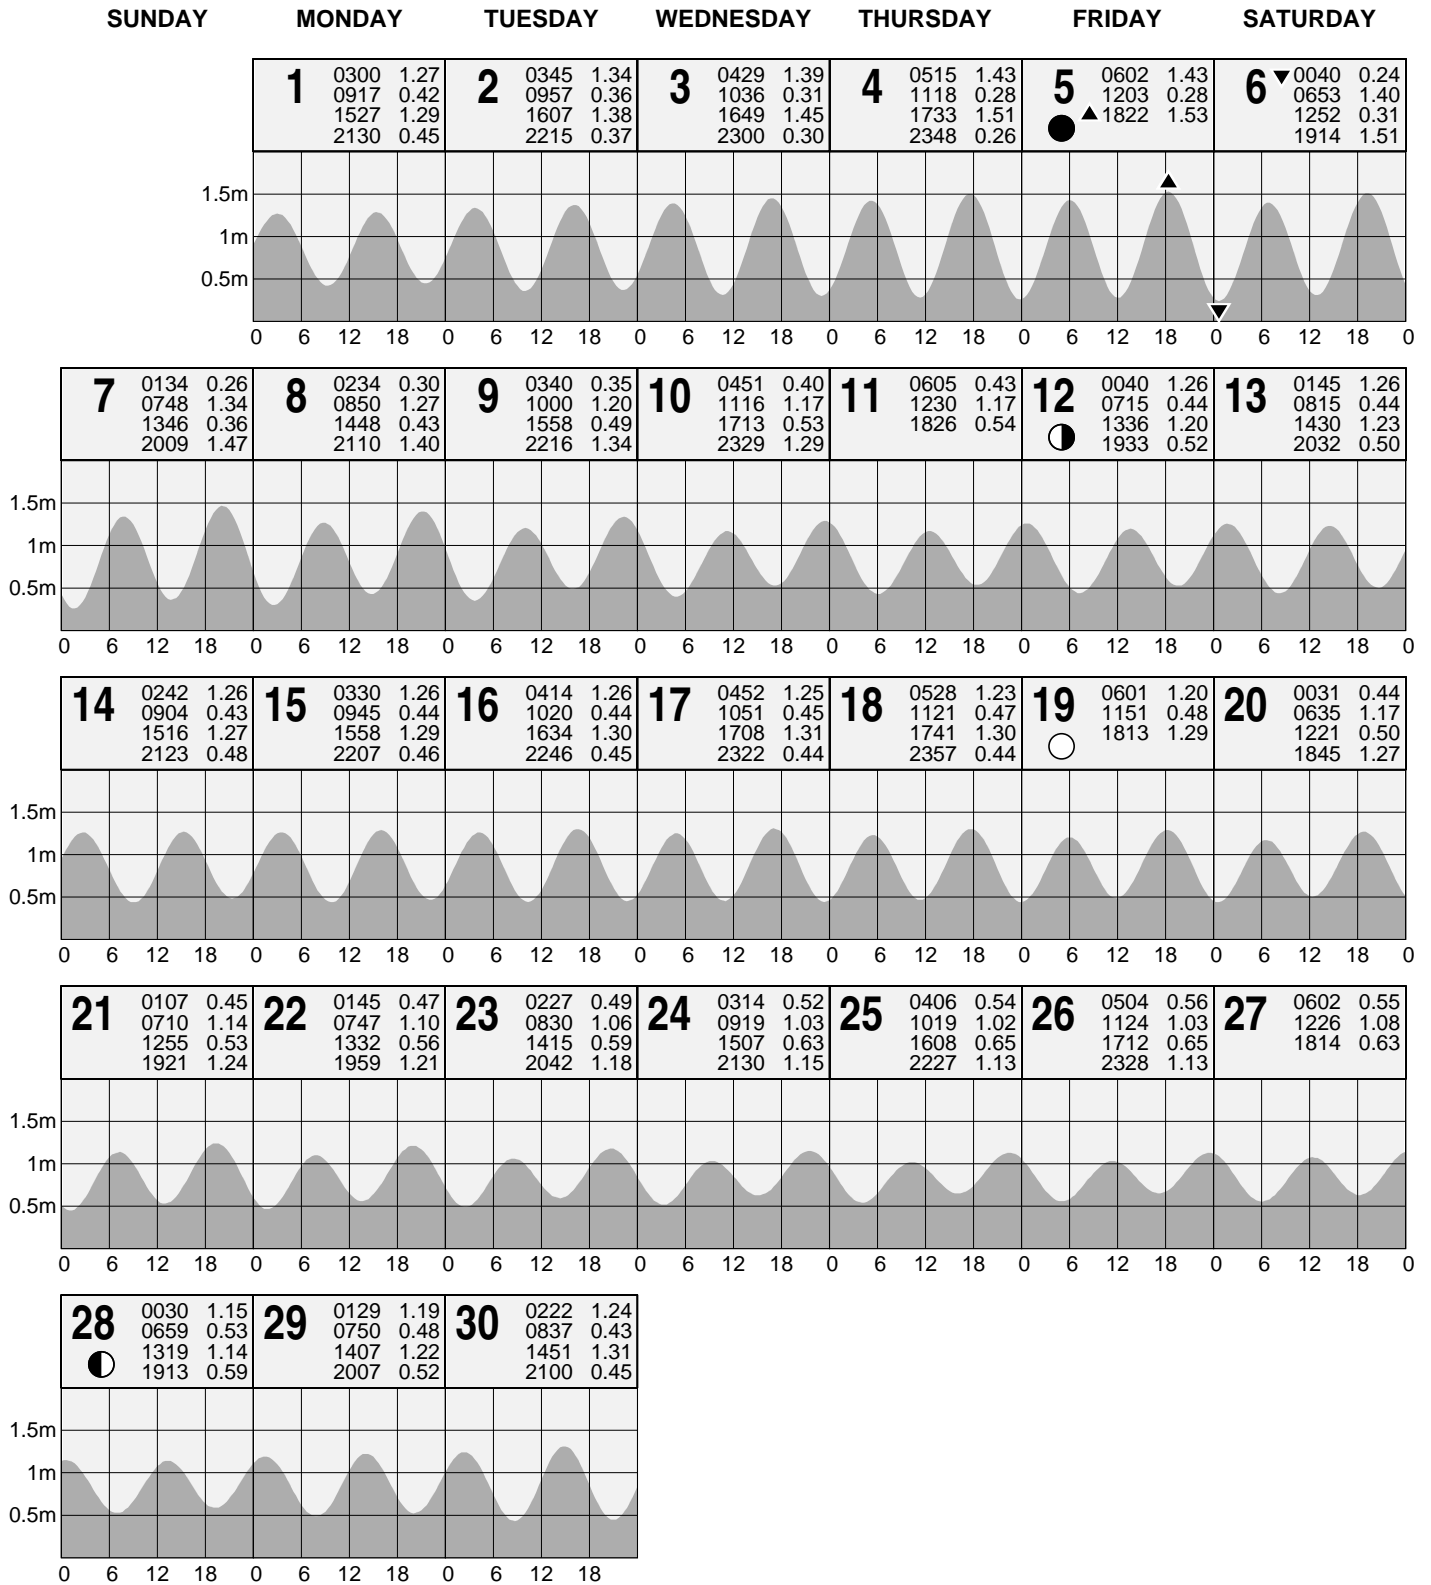 SUNDAY MONDAY TUESDAY WEDNESDAY THURSDAY FRIDAY SATURDAY
1 0300 1.27 2 0345 1.34 3 0429 1.39 4 0515 1.43 5 0602 1.43 6 0040 0.24
0917 0.42 0957 0.36 1036 0.31 1118 0.28 1203 0.28 0653 1.40
1527 1.29 1607 1.38 1649 1.45 1733 1.51 1822 1.53 1252 0.31
2130 0.45 2215 0.37 2300 0.30 2348 0.26 1914 1.51
1.5m
1m
0.5m
0 6 12 18 0 6 12 18 0 6 12 18 0 6 12 18 0 6 12 18 0 6 12 18 0
7 0134 0.26 8 0234 0.30 9 0340 0.35 10 0451 0.40 11 0605 0.43 12 0040 1.26 13 0145 1.26
0748 1.34 0850 1.27 1000 1.20 1116 1.17 1230 1.17 0715 0.44 0815 0.44
1346 0.36 1448 0.43 1558 0.49 1713 0.53 1826 0.54 1336 1.20 1430 1.23
2009 1.47 2110 1.40 2216 1.34 2329 1.29 1933 0.52 2032 0.50
1.5m
1m
0.5m
0 6 12 18 0 6 12 18 0 6 12 18 0 6 12 18 0 6 12 18 0 6 12 18 0 6 12 18 0
14 0242 1.26 15 0330 1.26 16 0414 1.26 17 0452 1.25 18 0528 1.23 19 0601 1.20 20 0031 0.44
0904 0.43 0945 0.44 1020 0.44 1051 0.45 1121 0.47 1151 0.48 0635 1.17
1516 1.27 1558 1.29 1634 1.30 1708 1.31 1741 1.30 1813 1.29 1221 0.50
2123 0.48 2207 0.46 2246 0.45 2322 0.44 2357 0.44 1845 1.27
1.5m
1m
0.5m
0 6 12 18 0 6 12 18 0 6 12 18 0 6 12 18 0 6 12 18 0 6 12 18 0 6 12 18 0
21 0107 0.45 22 0145 0.47 23 0227 0.49 24 0314 0.52 25 0406 0.54 26 0504 0.56 27 0602 0.55
0710 1.14 0747 1.10 0830 1.06 0919 1.03 1019 1.02 1124 1.03 1226 1.08
1255 0.53 1332 0.56 1415 0.59 1507 0.63 1608 0.65 1712 0.65 1814 0.63
1921 1.24 1959 1.21 2042 1.18 2130 1.15 2227 1.13 2328 1.13
1.5m
1m
0.5m
0 6 12 18 0 6 12 18 0 6 12 18 0 6 12 18 0 6 12 18 0 6 12 18 0 6 12 18 0
28 0030 1.15 29 0129 1.19 30 0222 1.24
0659 0.53 0750 0.48 0837 0.43
1319 1.14 1407 1.22 1451 1.31
1913 0.59 2007 0.52 2100 0.45
1.5m
1m
0.5m
0 6 12 18 0 6 12 18 0 6 12 18